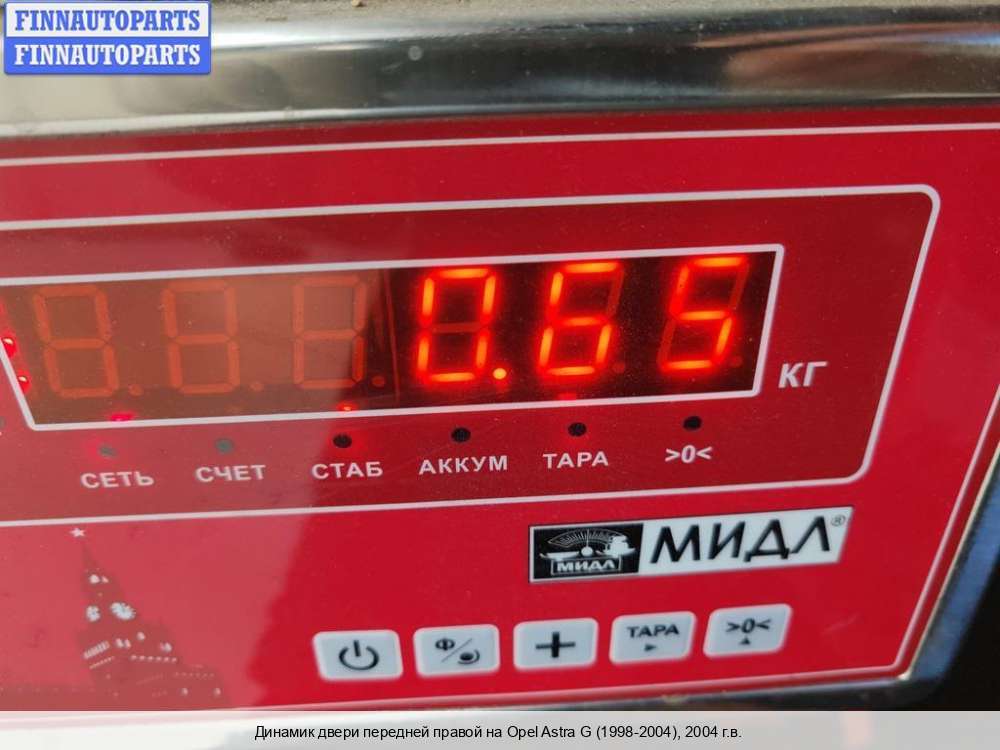 FINNAUTOPARTS
FINNAUTOPARTS
0.65
КГ
СЕТЬ СЧЕТ СТАБ АККУМ ТАРА >0<
МИДЛ МИДЛ®
Ф ТАРА >0<
Динамик двери передней правой на Opel Astra G (1998-2004), 2004 г.в.